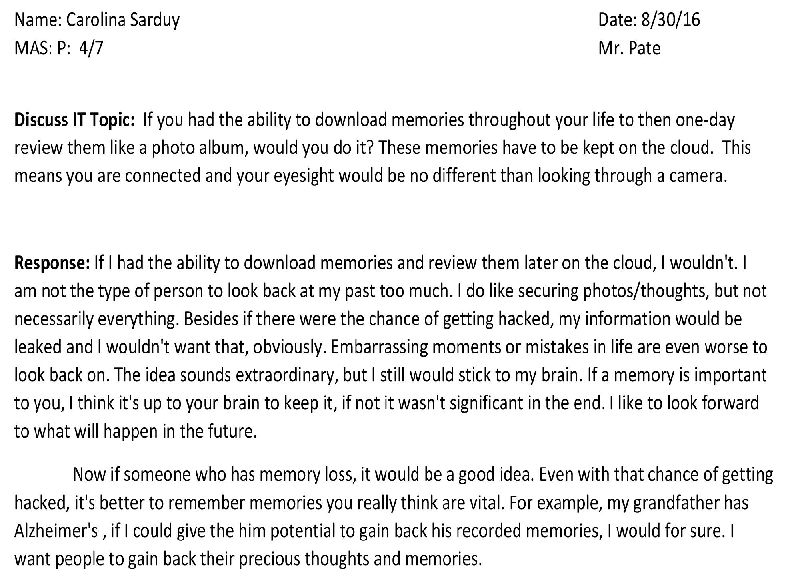 Name: Carolina Sarduy Date: 8/30/16
MAS: P: 4/7 Mr. Pate
Discuss IT Topic: If you had the ability to download memories throughout your life to then one-day
review them like a photo album, would you do it? These memories have to be kept on the cloud. This
means you are connected and your eyesight would be no different than looking through a camera.
Response: If I had the ability to download memories and review them later on the cloud, I wouldn't. I
am not the type of person to look back at my past too much. I do like securing photos/thoughts, but not
necessarily everything. Besides if there were the chance of getting hacked, my information would be
leaked and I wouldn't want that, obviously. Embarrassing moments or mistakes in life are even worse to
look back on. The idea sounds extraordinary, but I still would stick to my brain. If a memory is important
to you, I think it's up to your brain to keep it, if not it wasn't significant in the end. I like to look forward
to what will happen in the future.
Now if someone who has memory loss, it would be a good idea. Even with that chance of getting
hacked, it's better to remember memories you really think are vital. For example, my grandfather has
Alzheimer's , if I could give the him potential to gain back his recorded memories, I would for sure. I
want people to gain back their precious thoughts and memories.